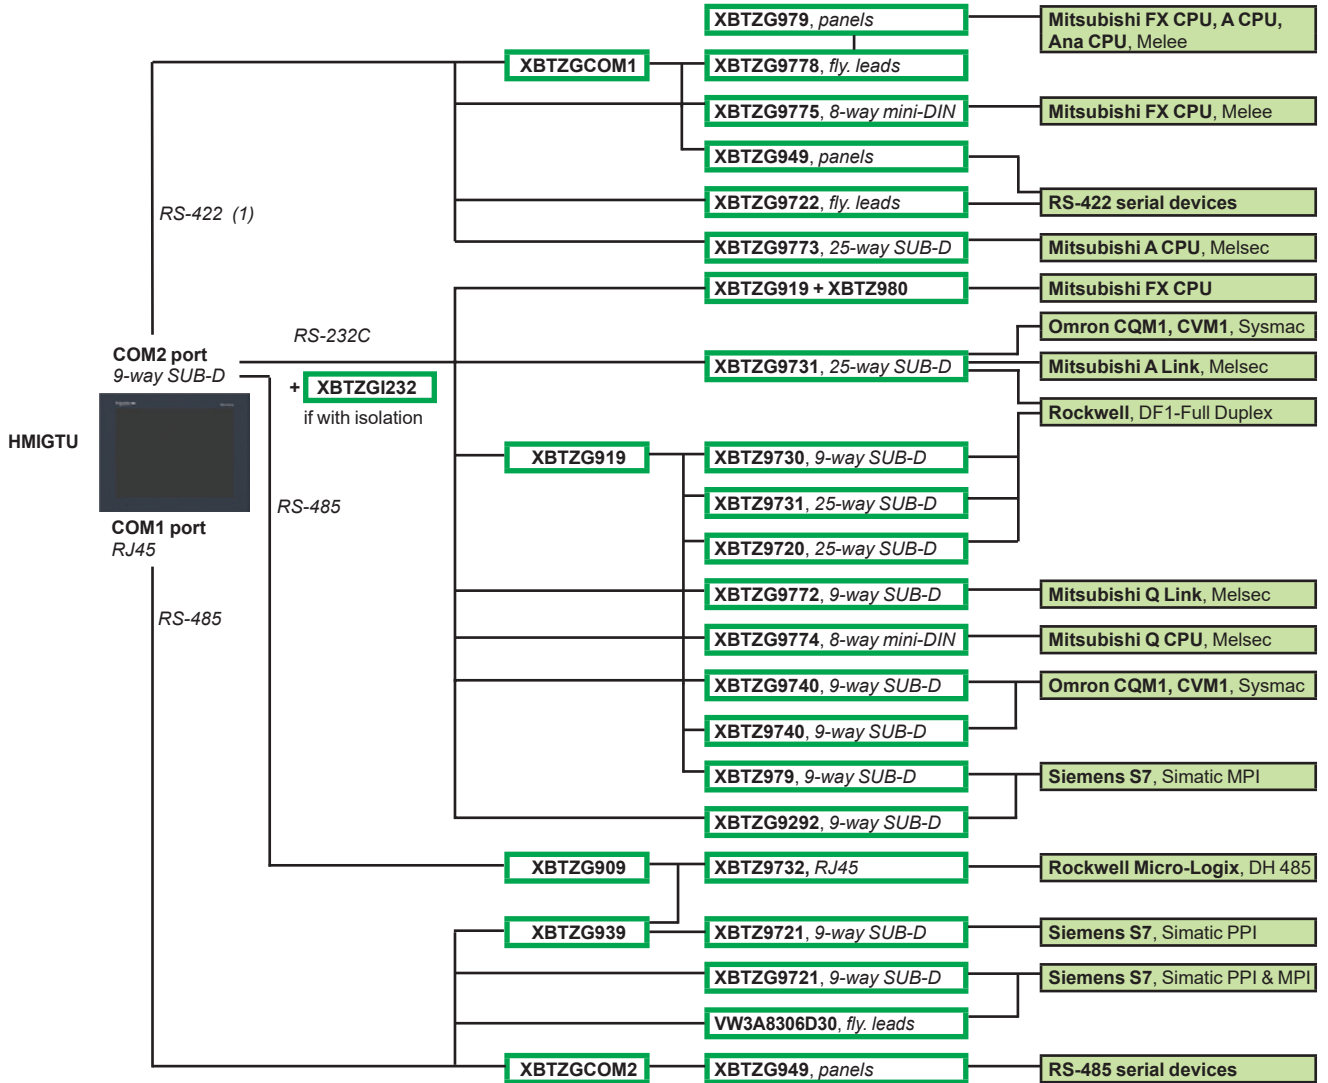 XBTZG979, panels
Mitsubishi FX CPU, A CPU,
Ana CPU, Melee
XBTZGCOM1
XBTZG9778, fly. leads
XBTZG9775, 8-way mini-DIN
Mitsubishi FX CPU, Melee
XBTZG949, panels
RS-422 (1)
XBTZG9722, fly. leads
RS-422 serial devices
XBTZG9773, 25-way SUB-D
Mitsubishi A CPU, Melsec
XBTZG919 + XBTZ980
Mitsubishi FX CPU
RS-232C
Omron CQM1, CVM1, Sysmac
COM2 port
9-way SUB-D
XBTZG9731, 25-way SUB-D
Mitsubishi A Link, Melsec
+ XBTZGI232
if with isolation
Rockwell, DF1-Full Duplex
HMIGTU
XBTZG919
XBTZ9730, 9-way SUB-D
RS-485
XBTZ9731, 25-way SUB-D
COM1 port
RJ45
XBTZ9720, 25-way SUB-D
XBTZG9772, 9-way SUB-D
Mitsubishi Q Link, Melsec
RS-485
XBTZG9774, 8-way mini-DIN
Mitsubishi Q CPU, Melsec
XBTZG9740, 9-way SUB-D
Omron CQM1, CVM1, Sysmac
XBTZ9740, 9-way SUB-D
XBTZ979, 9-way SUB-D
Siemens S7, Simatic MPI
XBTZG9292, 9-way SUB-D
XBTZG909
XBTZ9732, RJ45
Rockwell Micro-Logix, DH 485
XBTZG939
XBTZ9721, 9-way SUB-D
Siemens S7, Simatic PPI
XBTZG9721, 9-way SUB-D
Siemens S7, Simatic PPI & MPI
VW3A8306D30, fly. leads
XBTZGCOM2
XBTZG949, panels
RS-485 serial devices